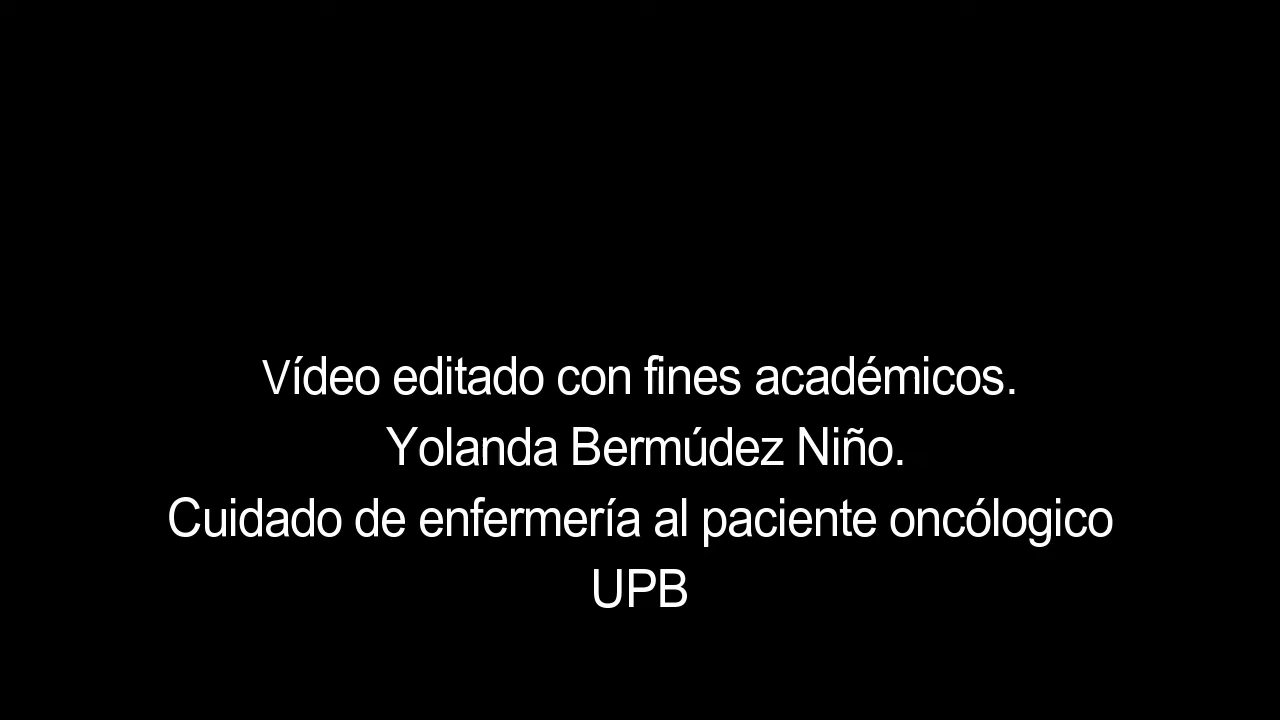 Vídeo editado con fines académicos.
Yolanda Bermúdez Niño.
Cuidado de enfermería al paciente oncólogico
UPB